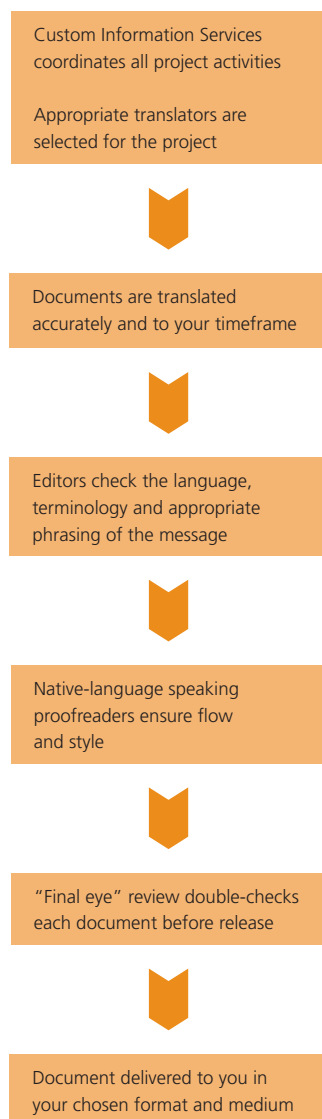 Custom Information Services
coordinates all project activities
Appropriate translators are
selected for the project
Documents are translated
accurately and to your timeframe
Editors check the language,
terminology and appropriate
phrasing of the message
Native-language speaking
proofreaders ensure flow
and style
“Final eye” review double-checks
each document before release
Document delivered to you in
your chosen format and medium